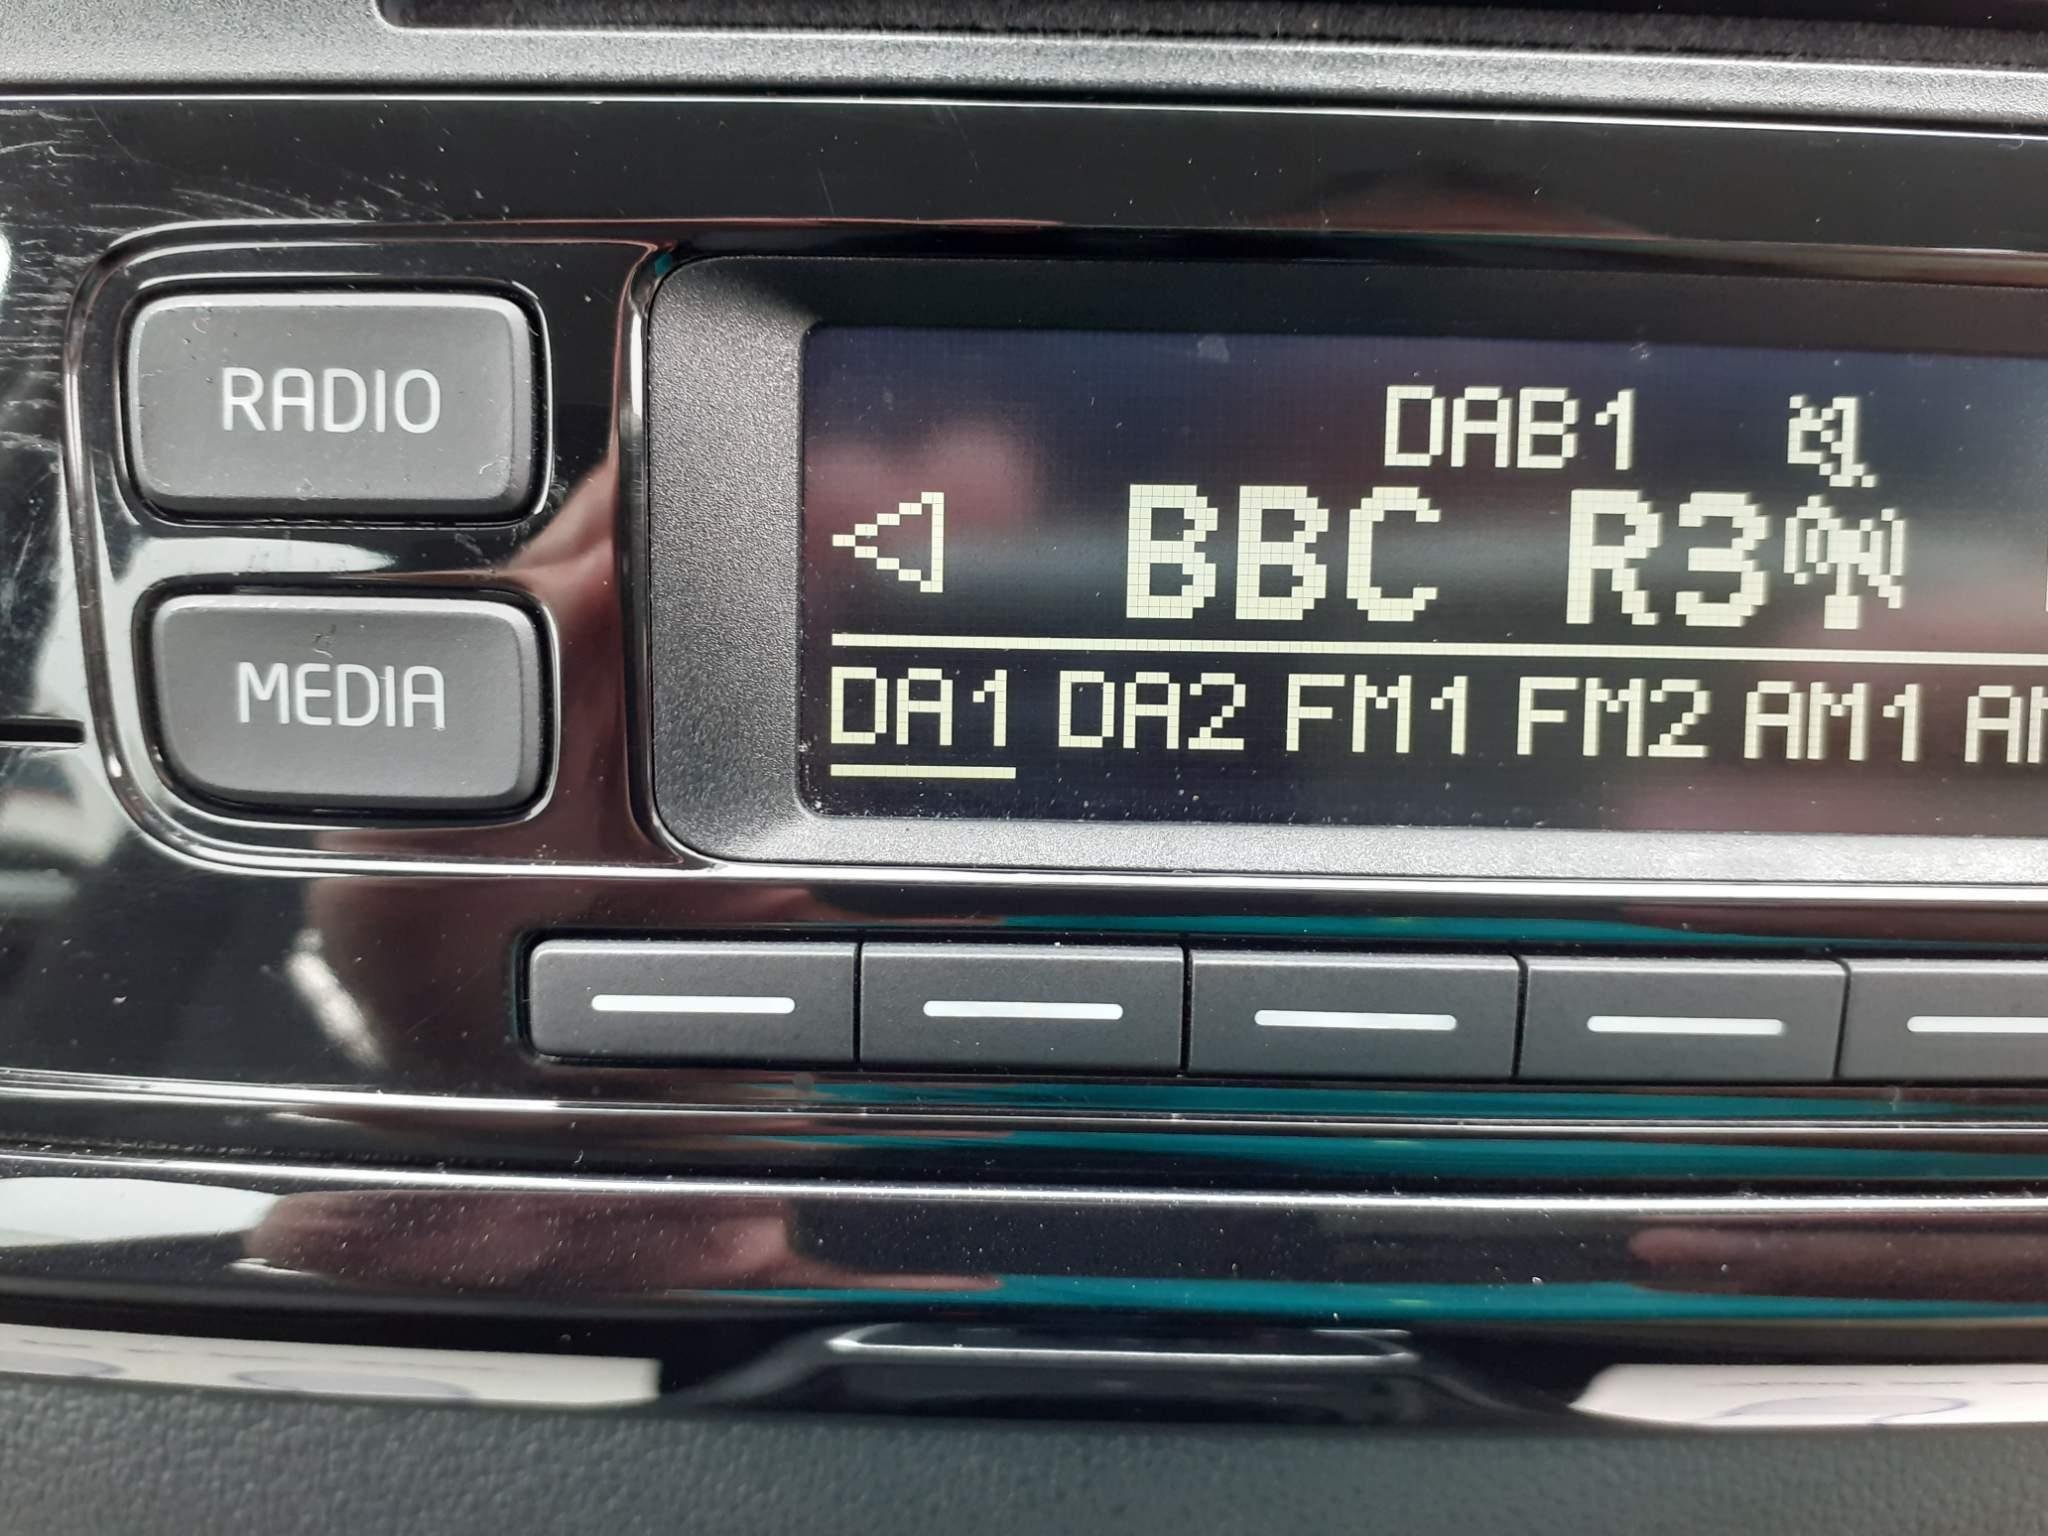 RADIO
MEDIA
DAB1
BBC R3
DA1 DA2 FM1 FM2 AM1